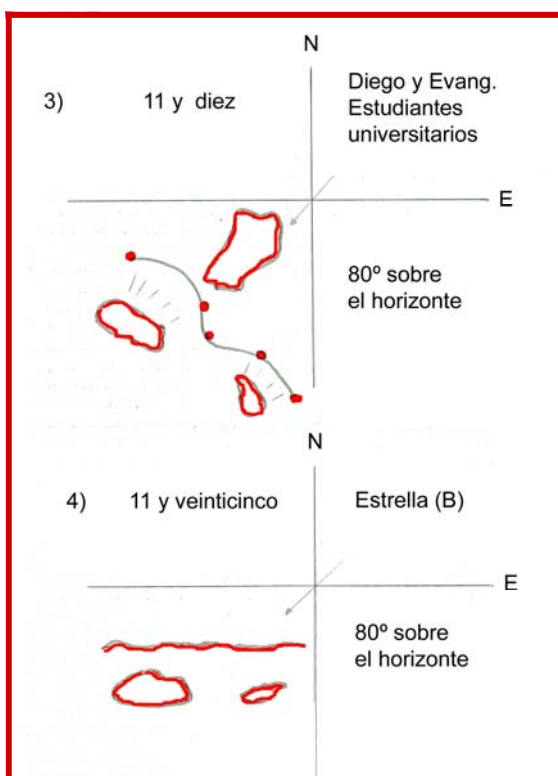 N
3) 11 y diez
Diego y Evang.
Estudiantes
universitarios
E
80º sobre
el horizonte
N
4) 11 y veinticinco
Estrella (B)
E
80º sobre
el horizonte